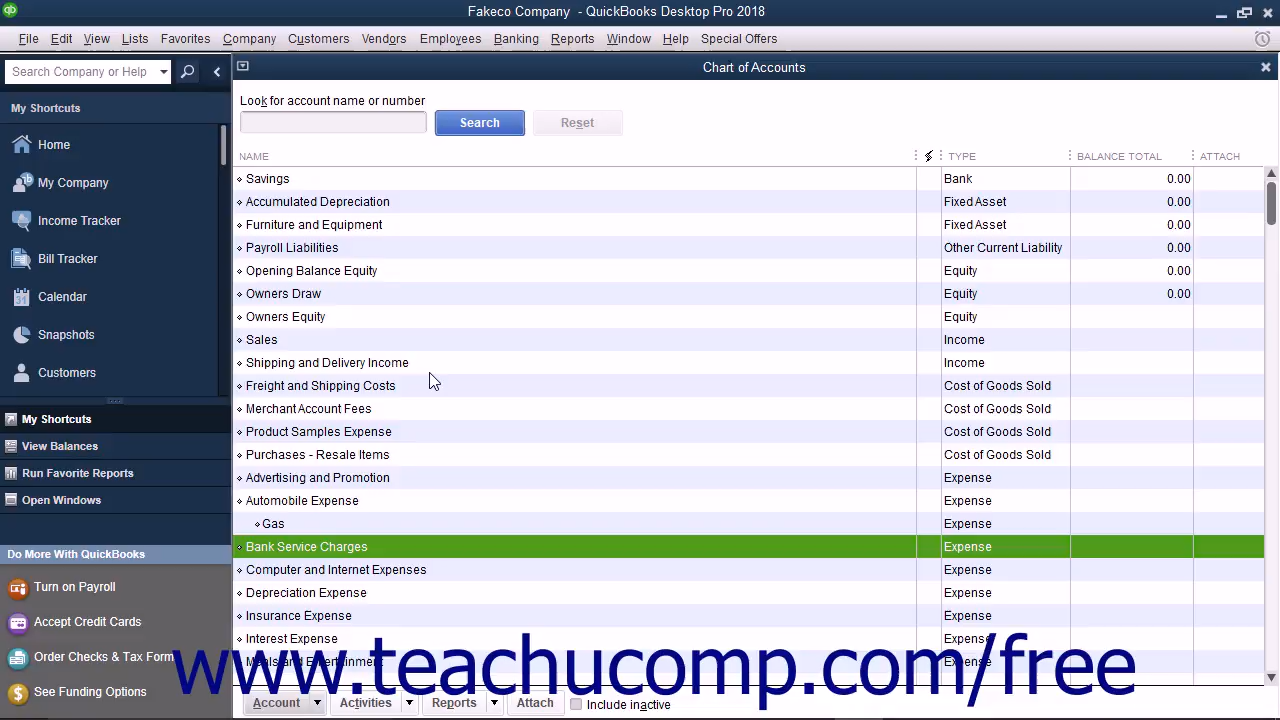 Fakeco Company - QuickBooks Desktop Pro 2018
File Edit View Lists Favorites Company Customers Vendors Employees Banking Reports Window Help Special Offers
Search Company or Help
Chart of Accounts
My Shortcuts
Home
My Company
Income Tracker
Bill Tracker
Calendar
31
Snapshots
Customers
My Shortcuts
View Balances
Run Favorite Reports
Open Windows
Do More With QuickBooks
Turn on Payroll
Accept Credit Cards
Order Checks & Tax Form
See Funding Options
Look for account name or number
Search Reset
NAME TYPE BALANCE TOTAL ATTACH
Savings Bank 0.00
Accumulated Depreciation Fixed Asset 0.00
Furniture and Equipment Fixed Asset 0.00
Payroll Liabilities Other Current Liability 0.00
Opening Balance Equity Equity 0.00
Owners Draw Equity 0.00
Owners Equity Equity
Sales Income
Shipping and Delivery Income Income
Freight and Shipping Costs Cost of Goods Sold
Merchant Account Fees Cost of Goods Sold
Product Samples Expense Cost of Goods Sold
Purchases - Resale Items Cost of Goods Sold
Advertising and Promotion Expense
Automobile Expense Expense
Gas Expense
Bank Service Charges Expense
Computer and Internet Expenses Expense
Depreciation Expense Expense
Insurance Expense Expense
Interest Expense Expense
Meals and Entertainment Expense
www.teachucomp.com/free
Account Activities Reports Attach Include inactive